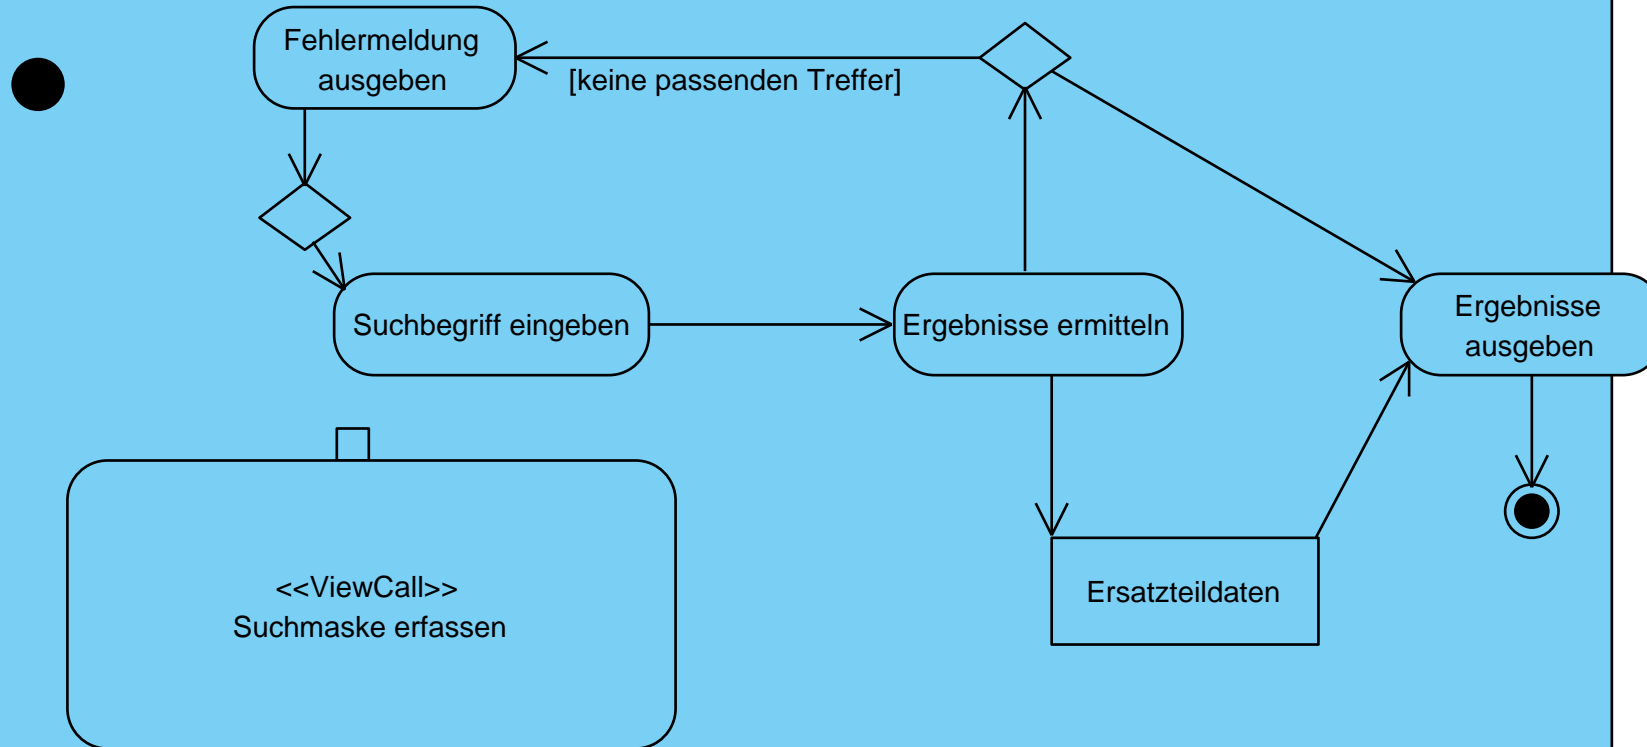 Fehlermeldung
ausgeben
[keine passenden Treffer]
Suchbegriff eingeben
Ergebnisse ermitteln
Ergebnisse
ausgeben
<<ViewCall>>
Suchmaske erfassen
Ersatzteildaten